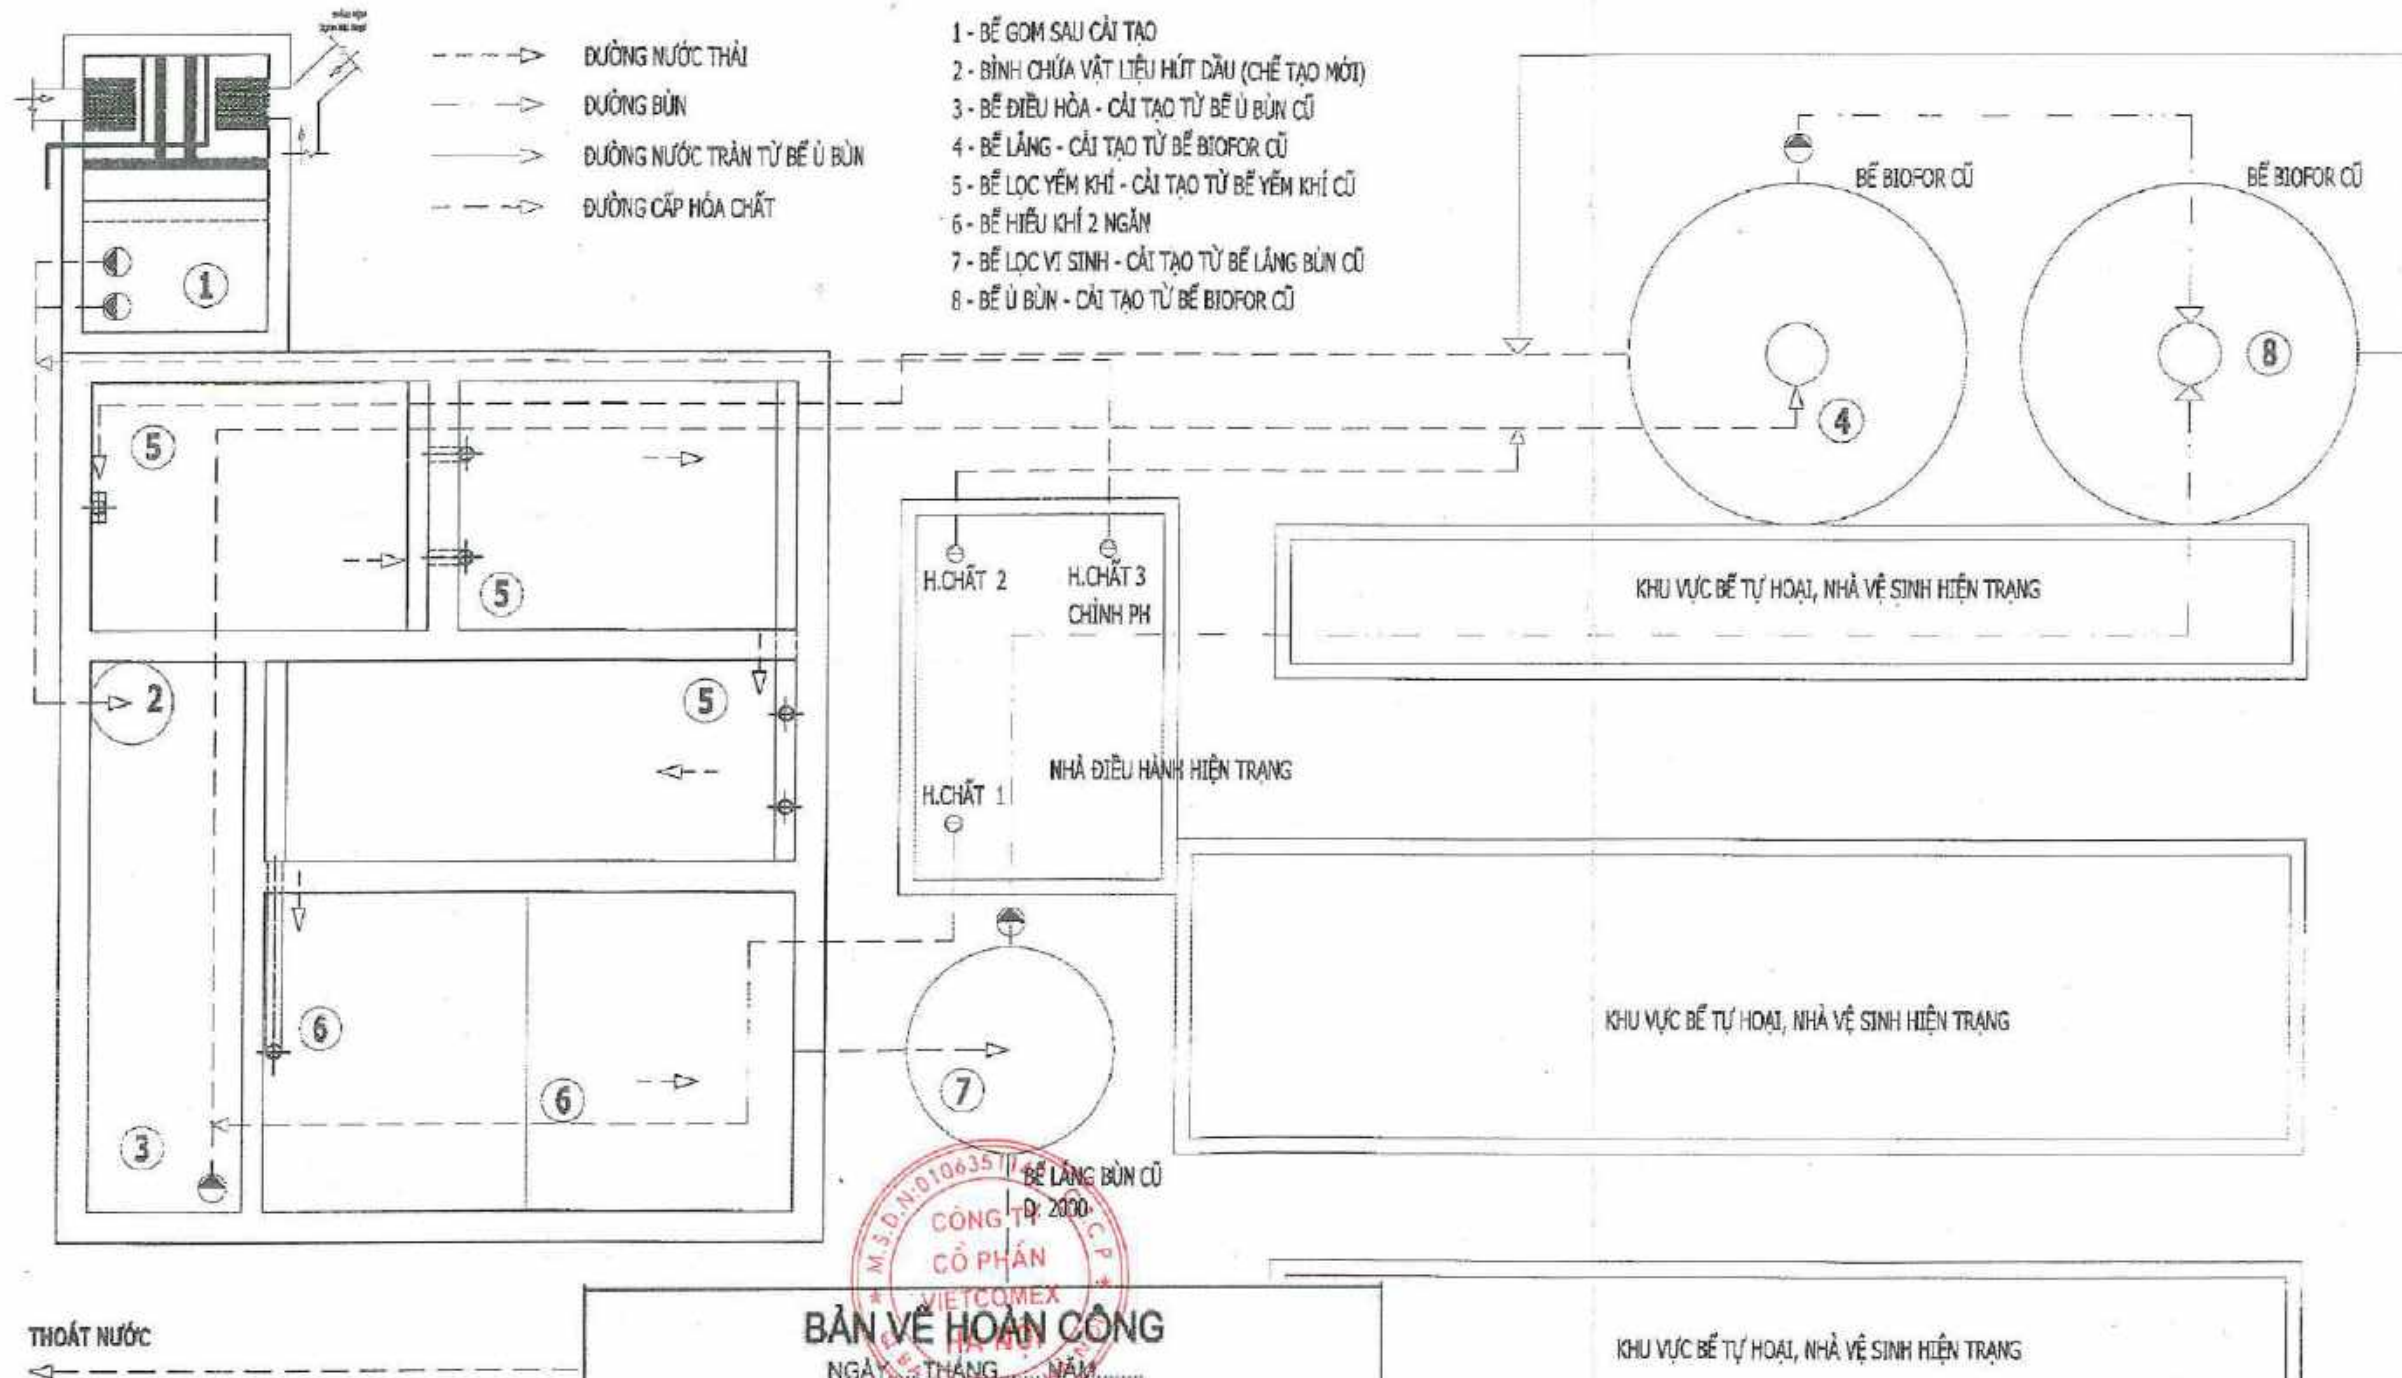 ĐƯỜNG NƯỚC THẢI
ĐƯỜNG BÙN
ĐƯỜNG NƯỚC TRÀN TỪ BỂ Ủ BÙN
ĐƯỜNG CẤP HÓA CHẤT
1 - BỂ GOM SAU CẢI TẠO
2 - BÌNH CHỨA VẬT LIỆU HÚT DẦU (CHẾ TẠO MỚI)
3 - BỂ ĐIỀU HÒA - CẢI TẠO TỪ BỂ Ủ BÙN CŨ
4 - BỂ LẮNG - CẢI TẠO TỪ BỂ BIOFOR CŨ
5 - BỂ LỌC YẾM KHÍ - CẢI TẠO TỪ BỂ YẾM KHÍ CŨ
6 - BỂ HIẾU KHÍ 2 NGĂN
7 - BỂ LỌC VI SINH - CẢI TẠO TỪ BỂ LẮNG BÙN CŨ
8 - BỂ Ủ BÙN - CẢI TẠO TỪ BỂ BIOFOR CŨ
BỂ BIOFOR CŨ
BỂ BIOFOR CŨ
1
8
4
5
5
H.CHẤT 2
H.CHẤT 3
CHỈNH PH
KHU VỰC BỂ TỰ HOẠI, NHÀ VỆ SINH HIỆN TRẠNG
2
5
NHÀ ĐIỀU HÀNH HIỆN TRẠNG
H.CHẤT 1
KHU VỰC BỂ TỰ HOẠI, NHÀ VỆ SINH HIỆN TRẠNG
6
6
7
3
BỂ LẮNG BÙN CŨ
D: 2000
M.S.D.N:01063511
C.T.C.P
CÔNG TY
CỔ PHẦN
VIETCOMEX
HÀ NỘI
THOÁT NƯỚC
BẢN VẼ HOÀN CÔNG
NGÀY....THÁNG......NĂM........
KHU VỰC BỂ TỰ HOẠI, NHÀ VỆ SINH HIỆN TRẠNG